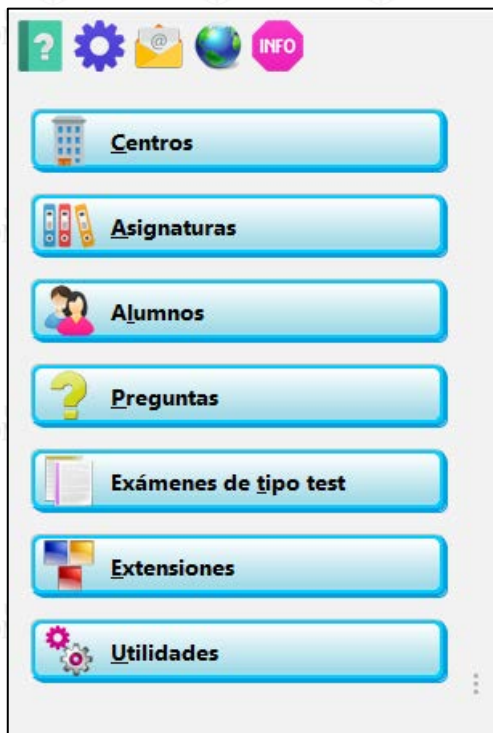 INFO
Centros
Asignaturas
Alumnos
Preguntas
Exámenes de tipo test
Extensiones
Utilidades